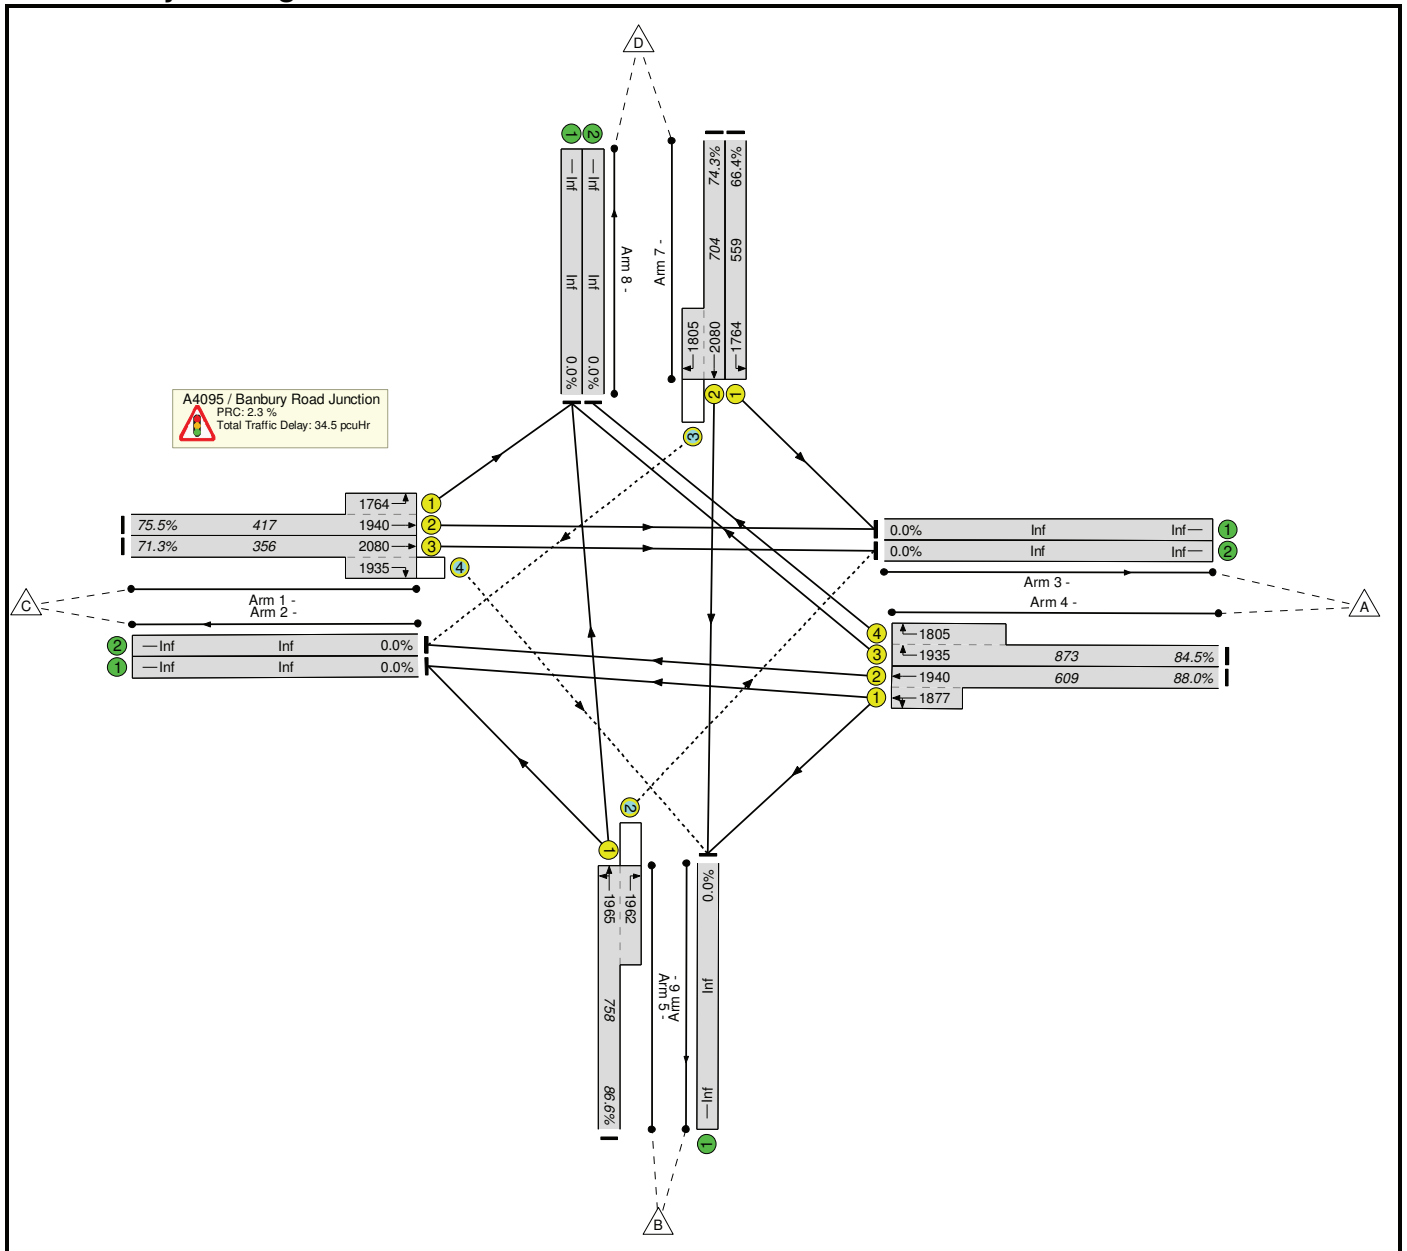 D
1 2
—Inf —Inf
Inf Inf
0.0% 0.0%
Arm 8 -
Arm 7 -
74.3% 66.4%
704 559
1805 2080 1764
3 2 1
A4095 / Banbury Road Junction
PRC: 2.3 %
Total Traffic Delay: 34.5 pcuHr
1764 1
75.5% 417 1940 2
71.3% 356 2080 3
1935 4
C
Arm 1 -
Arm 2 -
2 —Inf Inf 0.0%
1 —Inf Inf 0.0%
0.0% Inf Inf— 1
0.0% Inf Inf— 2
Arm 3 -
Arm 4 -
A
4 1805
3 1935 873 84.5%
2 1940 609 88.0%
1 1877
2
1
1965 1962
758
86.6%
Arm 5 -
Arm 6 -
0.0%
Inf
—Inf
1
B